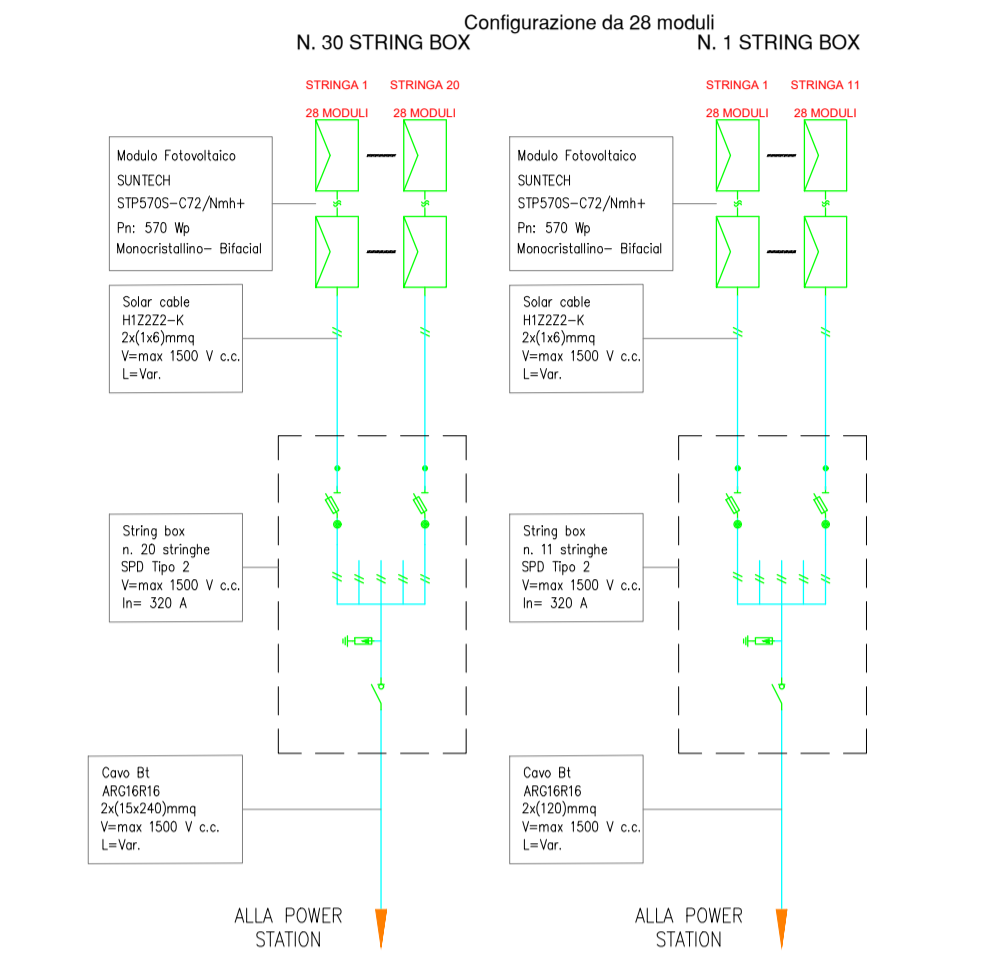 Configurazione da 28 moduli
N. 30 STRING BOX
STRINGA 1
STRINGA 20
28 MODULI
28 MODULI
Modulo Fotovoltaico
SUNTECH
STP570S-C72/Nmh+
Pn: 570 Wp
Monocristallino- Bifacial
Solar cable
H1Z2Z2-K
2x(1x6)mmq
V=max 1500 V c.c.
L=Var.
String box
n. 20 stringhe
SPD Tipo 2
V=max 1500 V c.c.
In= 320 A
Cavo Bt
ARG16R16
2x(15x240)mmq
V=max 1500 V c.c.
L=Var.
ALLA POWER
STATION
N. 1 STRING BOX
STRINGA 1
STRINGA 11
28 MODULI
28 MODULI
Modulo Fotovoltaico
SUNTECH
STP570S-C72/Nmh+
Pn: 570 Wp
Monocristallino- Bifacial
Solar cable
H1Z2Z2-K
2x(1x6)mmq
V=max 1500 V c.c.
L=Var.
String box
n. 11 stringhe
SPD Tipo 2
V=max 1500 V c.c.
In= 320 A
Cavo Bt
ARG16R16
2x(120)mmq
V=max 1500 V c.c.
L=Var.
ALLA POWER
STATION